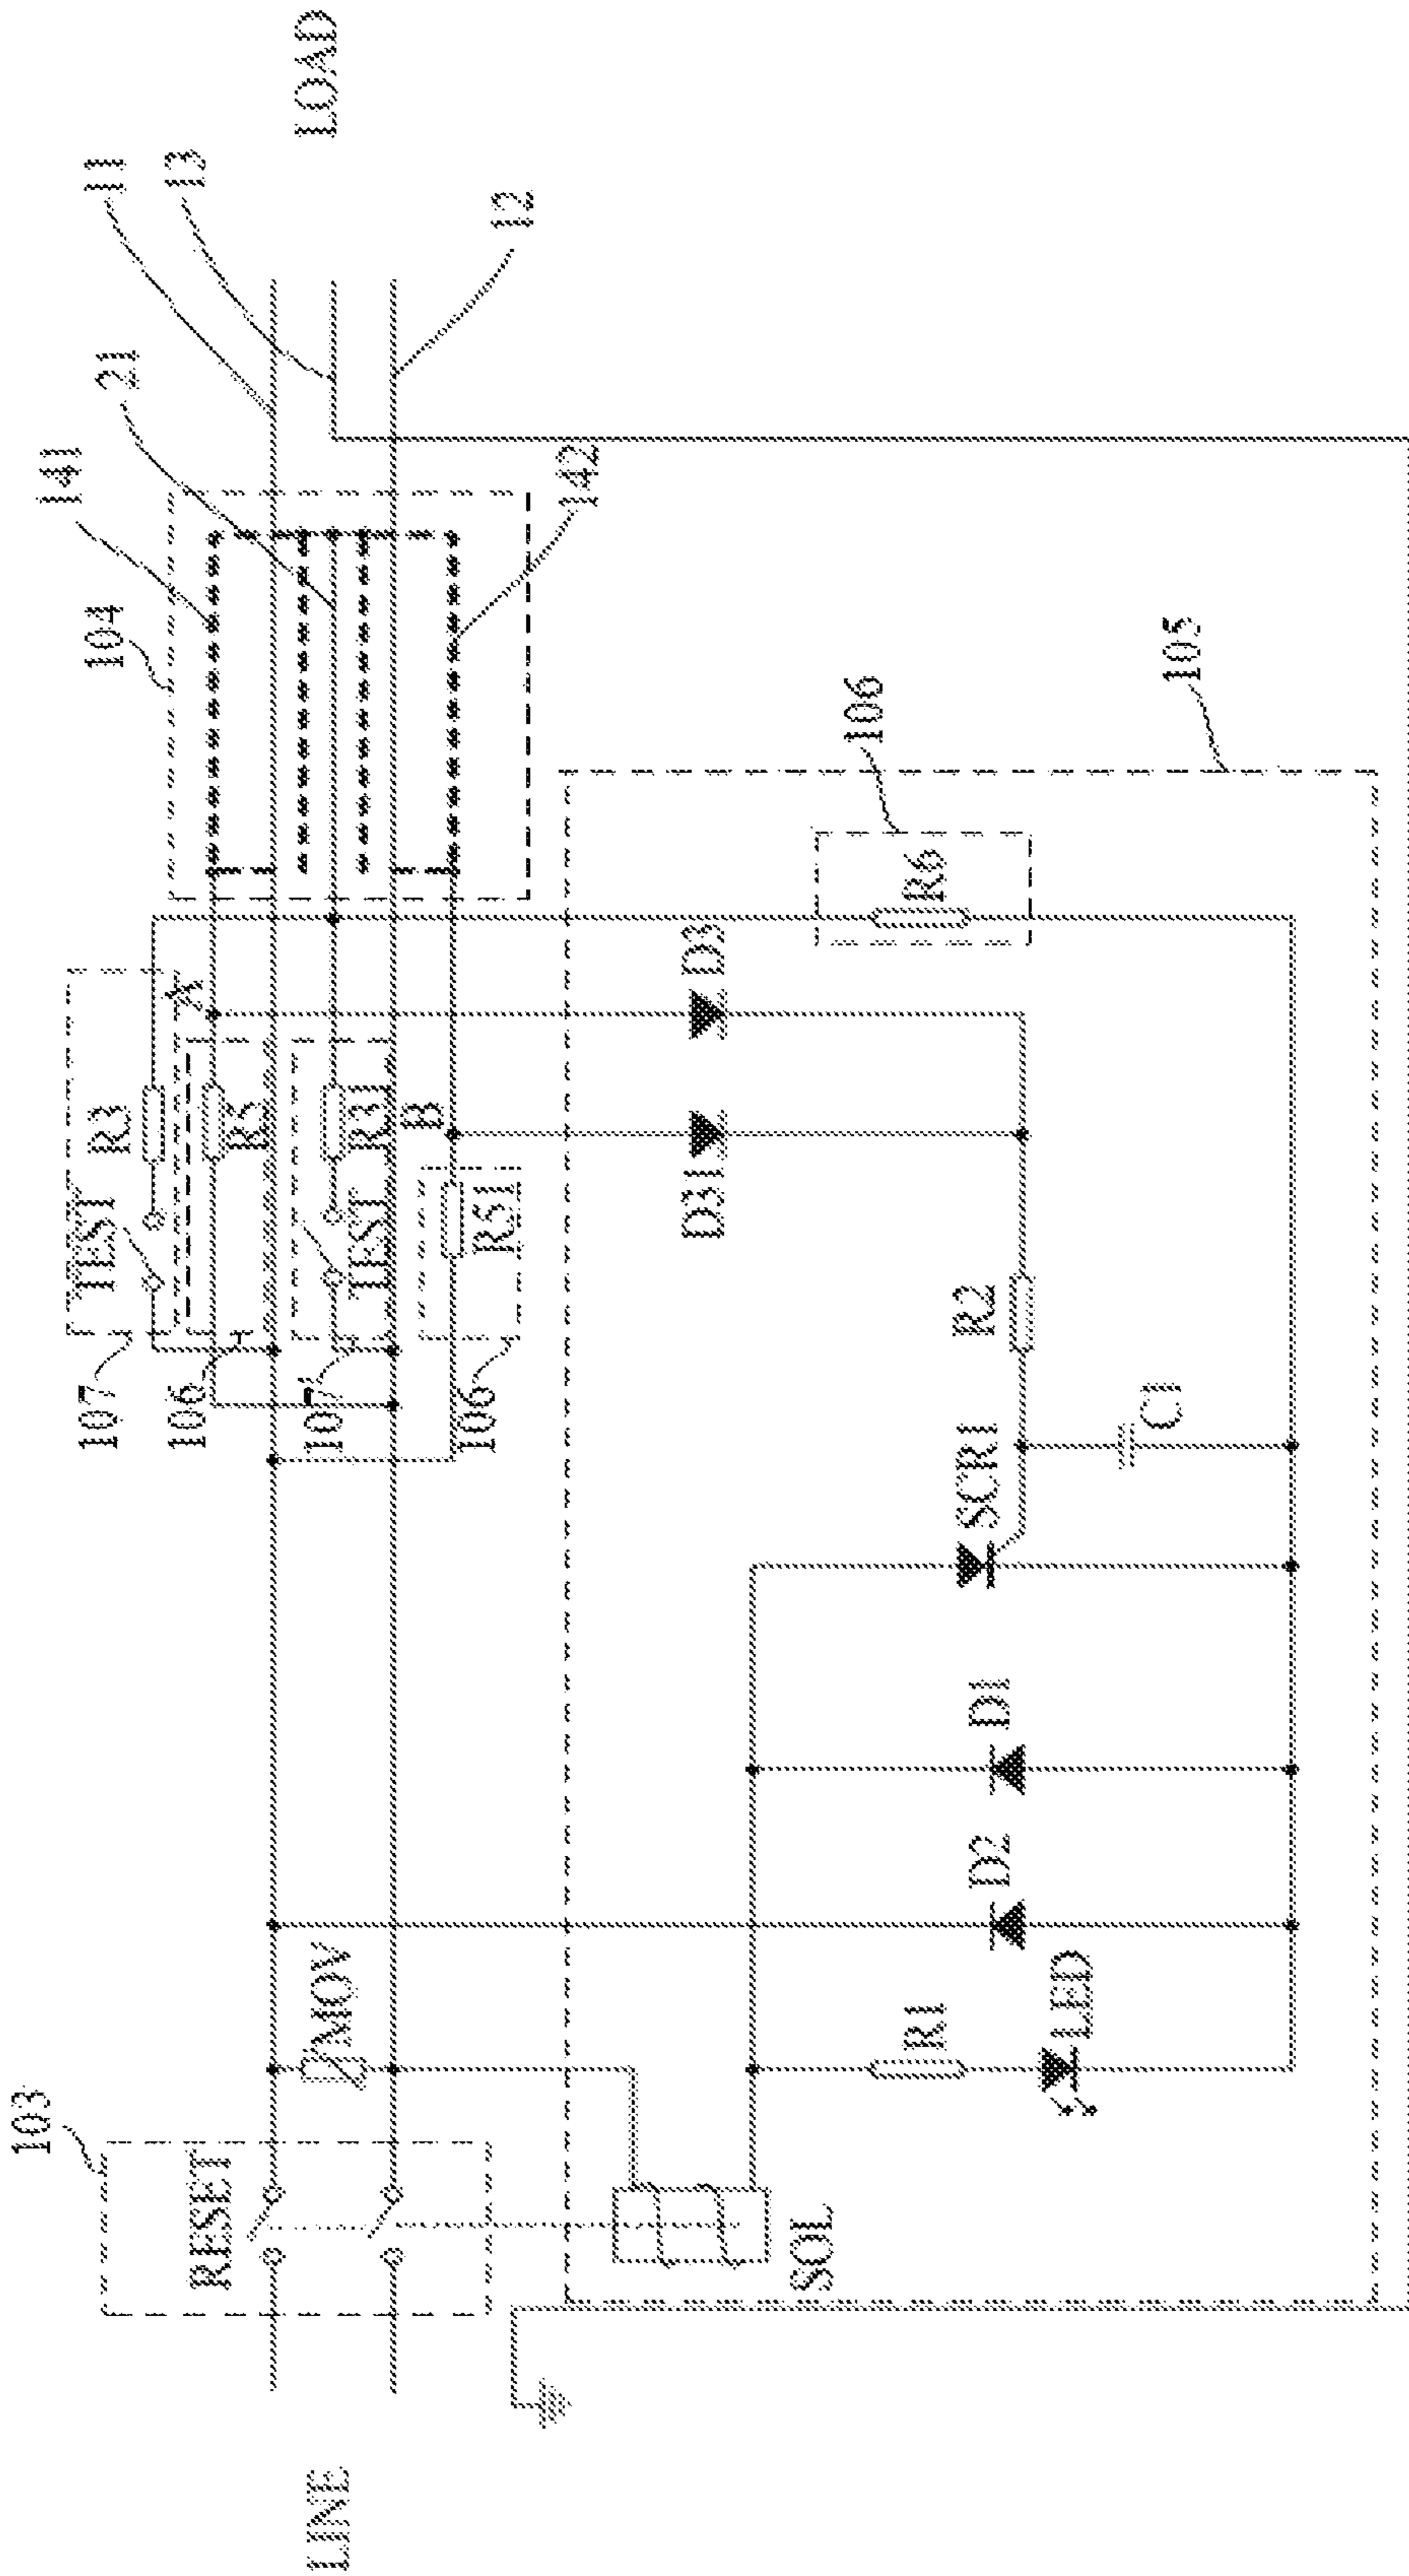 LINE
LOAD
103
RESET
MOV
107
TEST
R3
106
R5
A
107'
TEST
R31
106
R51
B
104
141
21
11
13
12
142
SOL
R1
LED
D2
D1
SCR1
C1
R2
D31
D3
106
R6
105